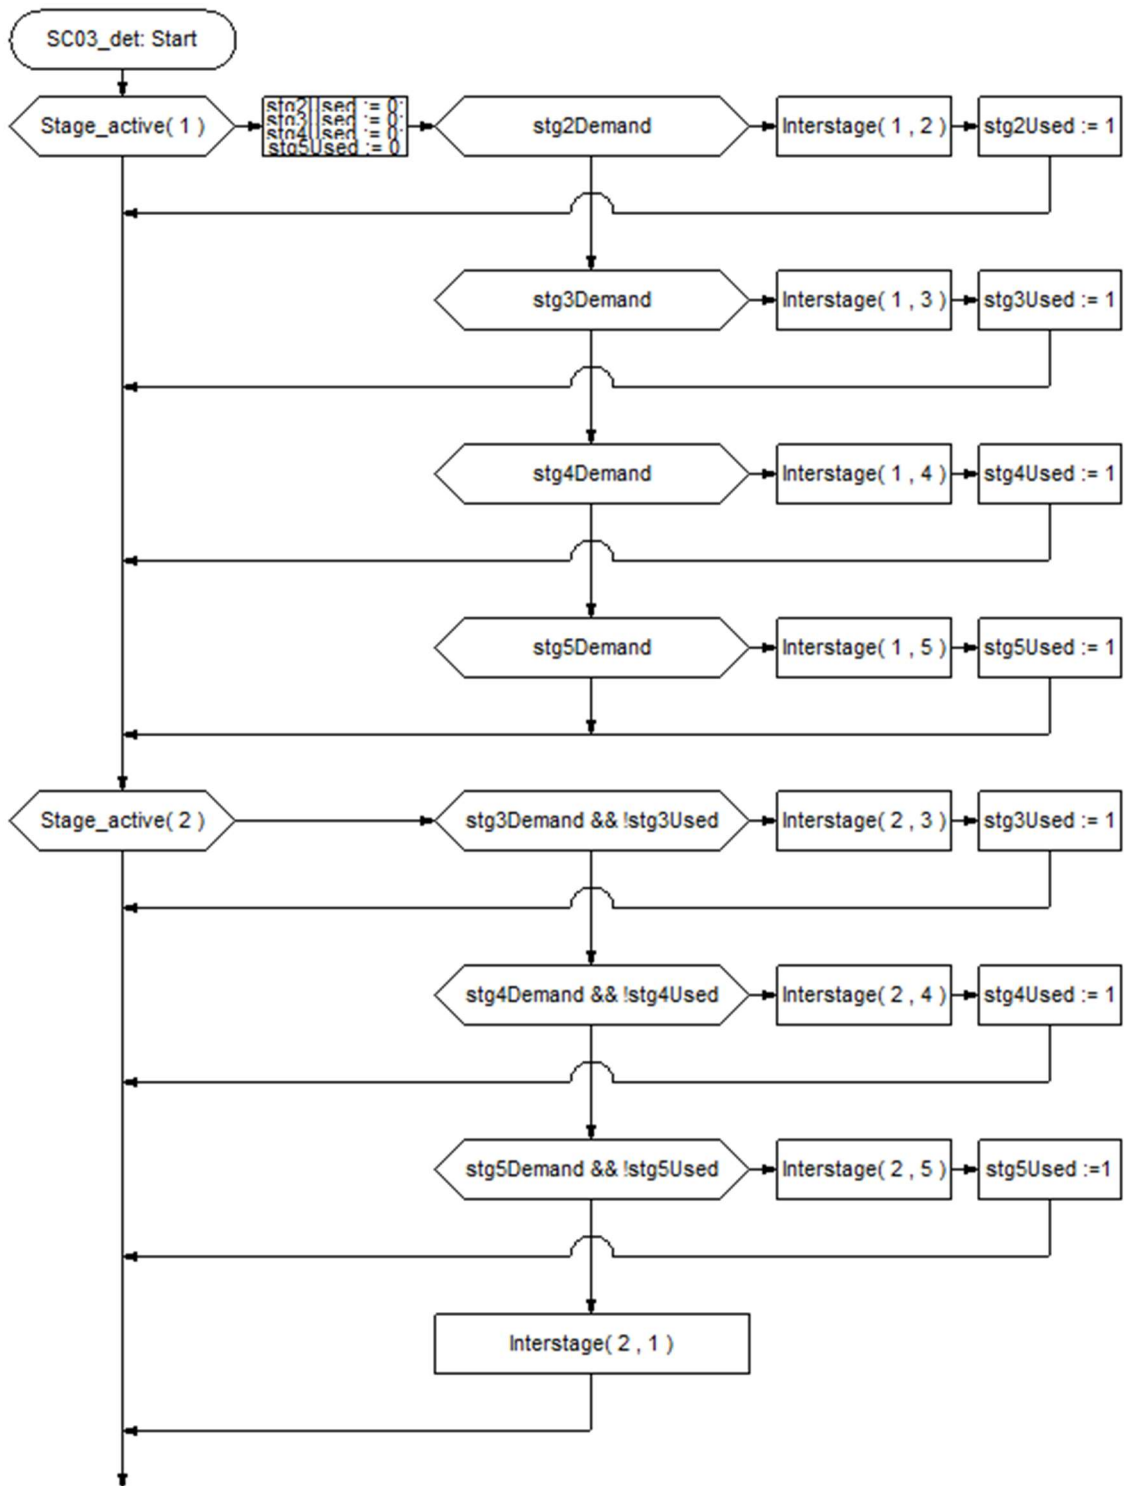 SC03_det: Start
Stage_active( 1 )
stg2Used := 0;
stg3Used := 0;
stg4Used := 0;
stg5Used := 0
stg2Demand
Interstage( 1 , 2 )
stg2Used := 1
stg3Demand
Interstage( 1 , 3 )
stg3Used := 1
stg4Demand
Interstage( 1 , 4 )
stg4Used := 1
stg5Demand
Interstage( 1 , 5 )
stg5Used := 1
Stage_active( 2 )
stg3Demand && !stg3Used
Interstage( 2 , 3 )
stg3Used := 1
stg4Demand && !stg4Used
Interstage( 2 , 4 )
stg4Used := 1
stg5Demand && !stg5Used
Interstage( 2 , 5 )
stg5Used :=1
Interstage( 2 , 1 )